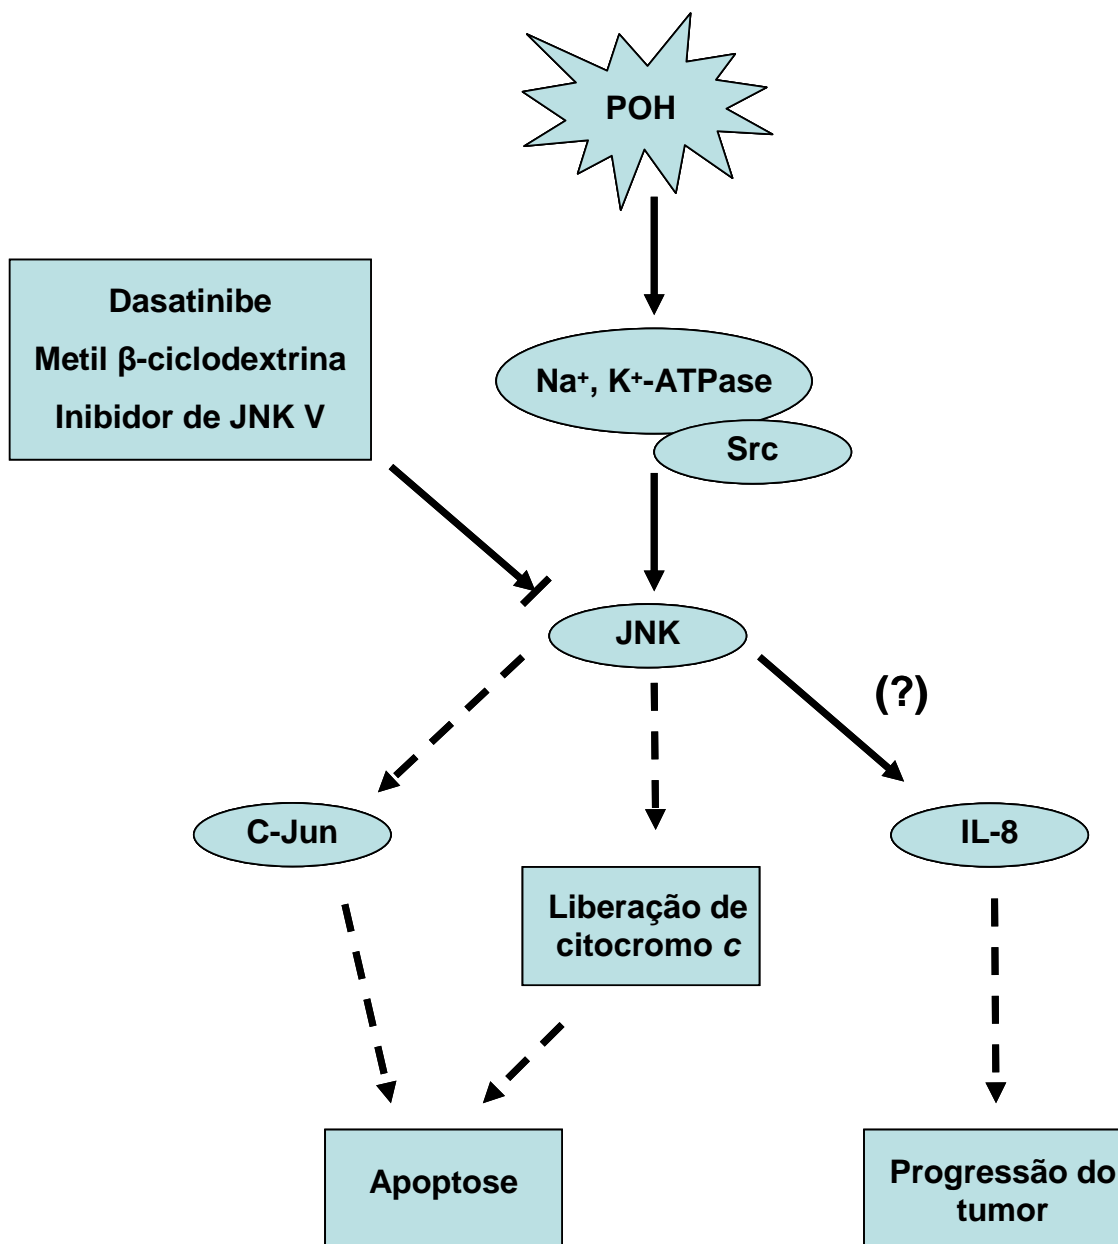 POH
Dasatinibe
Metil β-ciclodextrina
Inibidor de JNK V
Na⁺, K⁺-ATPase
Src
JNK
(?)
C-Jun
IL-8
Liberação de
citocromo c
Apoptose
Progressão do
tumor